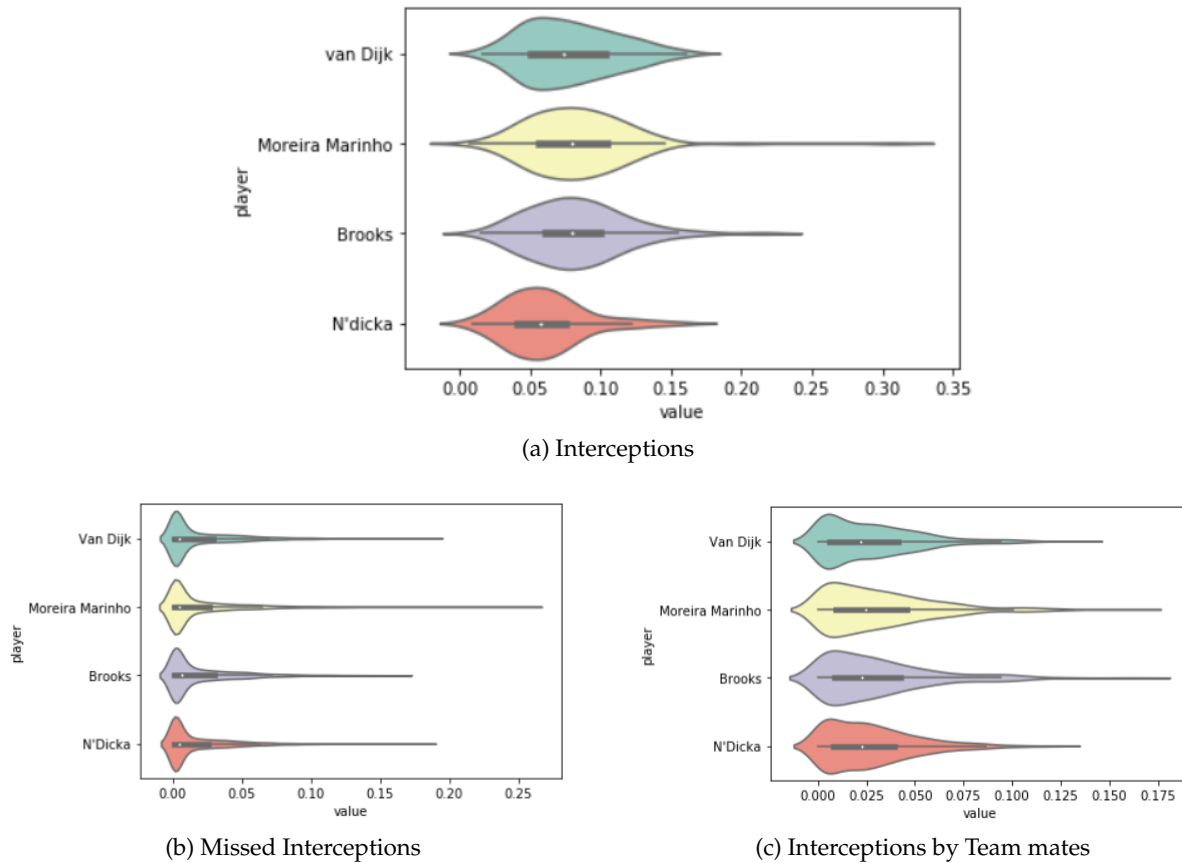 player
van Dijk
Moreira Marinho
Brooks
N'dicka
0.00 0.05 0.10 0.15 0.20 0.25 0.30 0.35
value
(a) Interceptions
player
Van Dijk
Moreira Marinho
Brooks
N'Dicka
0.00 0.05 0.10 0.15 0.20 0.25
value
(b) Missed Interceptions
player
Van Dijk
Moreira Marinho
Brooks
N'Dicka
0.000 0.025 0.050 0.075 0.100 0.125 0.150 0.175
value
(c) Interceptions by Team mates